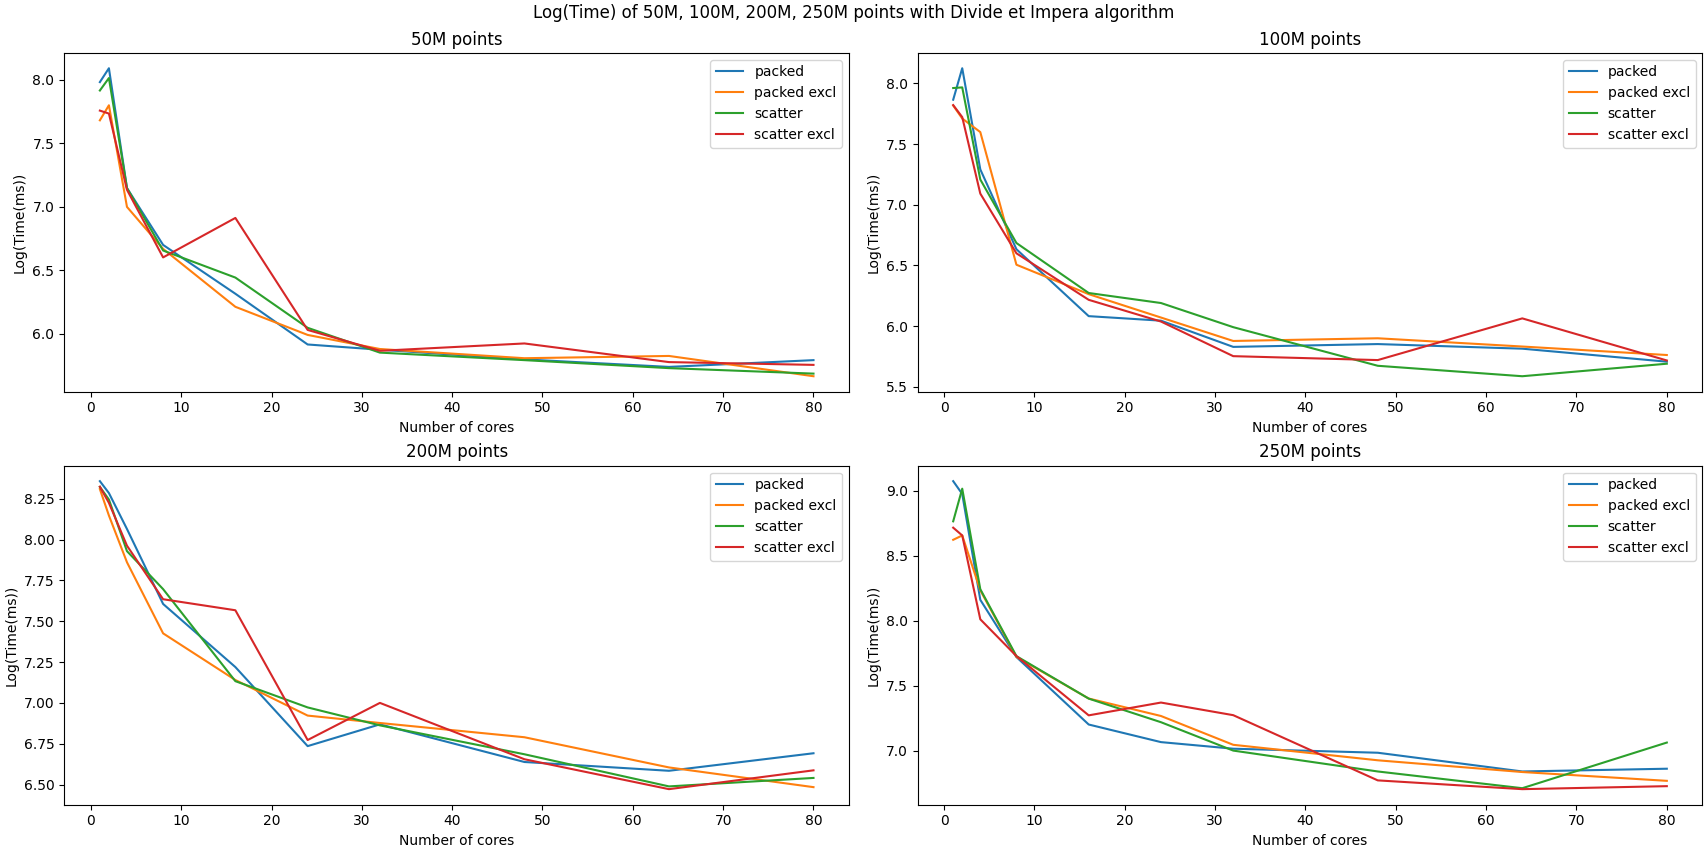 Log(Time) of 50M, 100M, 200M, 250M points with Divide et Impera algorithm
50M points
8.0
7.5
7.0
6.5
6.0
Log(Time(ms))
0 10 20 30 40 50 60 70 80
Number of cores
packed
packed excl
scatter
scatter excl
100M points
8.0
7.5
7.0
6.5
6.0
5.5
Log(Time(ms))
0 10 20 30 40 50 60 70 80
Number of cores
packed
packed excl
scatter
scatter excl
200M points
8.25
8.00
7.75
7.50
7.25
7.00
6.75
6.50
Log(Time(ms))
0 10 20 30 40 50 60 70 80
Number of cores
packed
packed excl
scatter
scatter excl
250M points
9.0
8.5
8.0
7.5
7.0
Log(Time(ms))
0 10 20 30 40 50 60 70 80
Number of cores
packed
packed excl
scatter
scatter excl